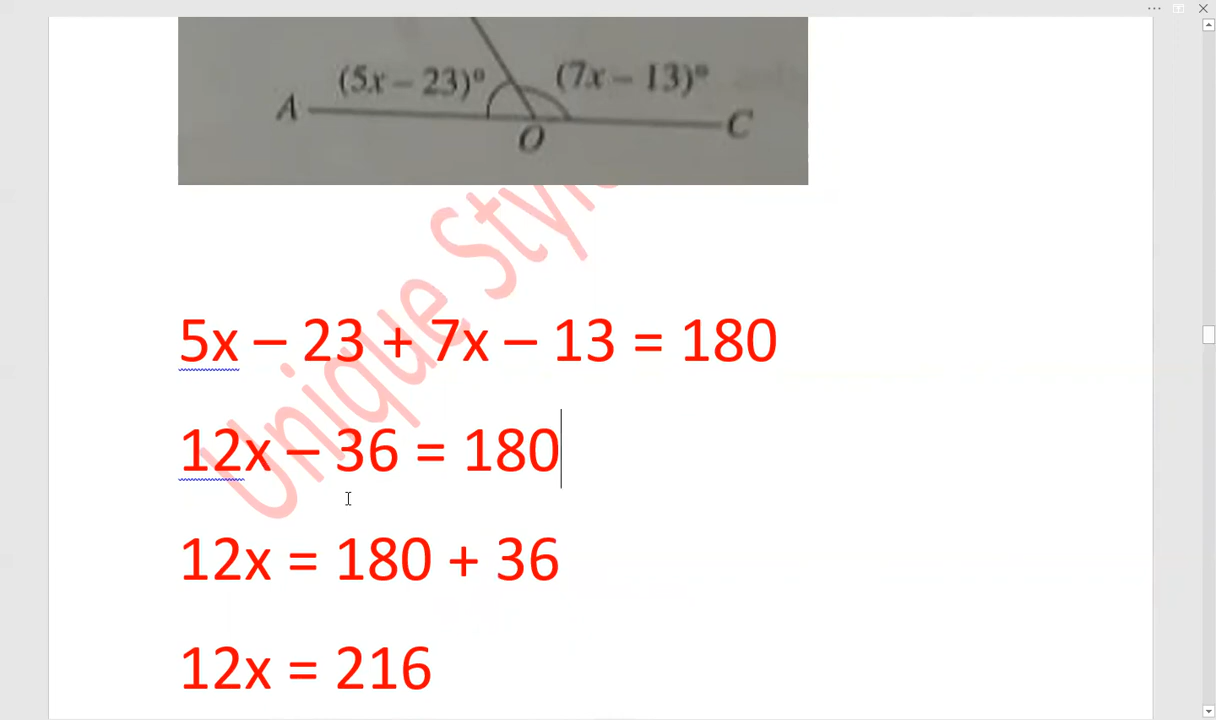 (5x – 23)° (7x – 13)°
A O C
Unique Style
5x – 23 + 7x – 13 = 180
12x – 36 = 180
12x = 180 + 36
12x = 216